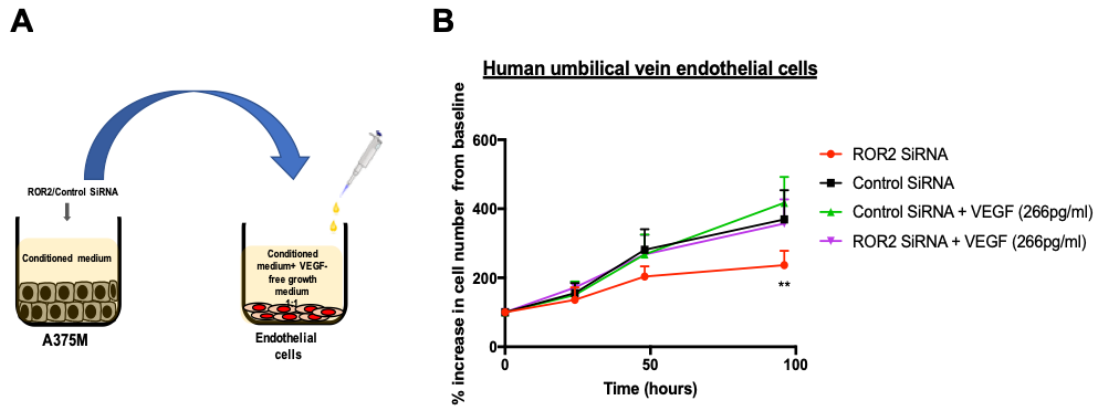 A
ROR2/Control SiRNA
Conditioned medium
A375M
Conditioned
medium+ VEGF-
free growth
medium
1:1
Endothelial
cells
B
Human umbilical vein endothelial cells
% increase in cell number from baseline
600
400
200
0
0
50
100
Time (hours)
**
ROR2 SiRNA
Control SiRNA
Control SiRNA + VEGF (266pg/ml)
ROR2 SiRNA + VEGF (266pg/ml)